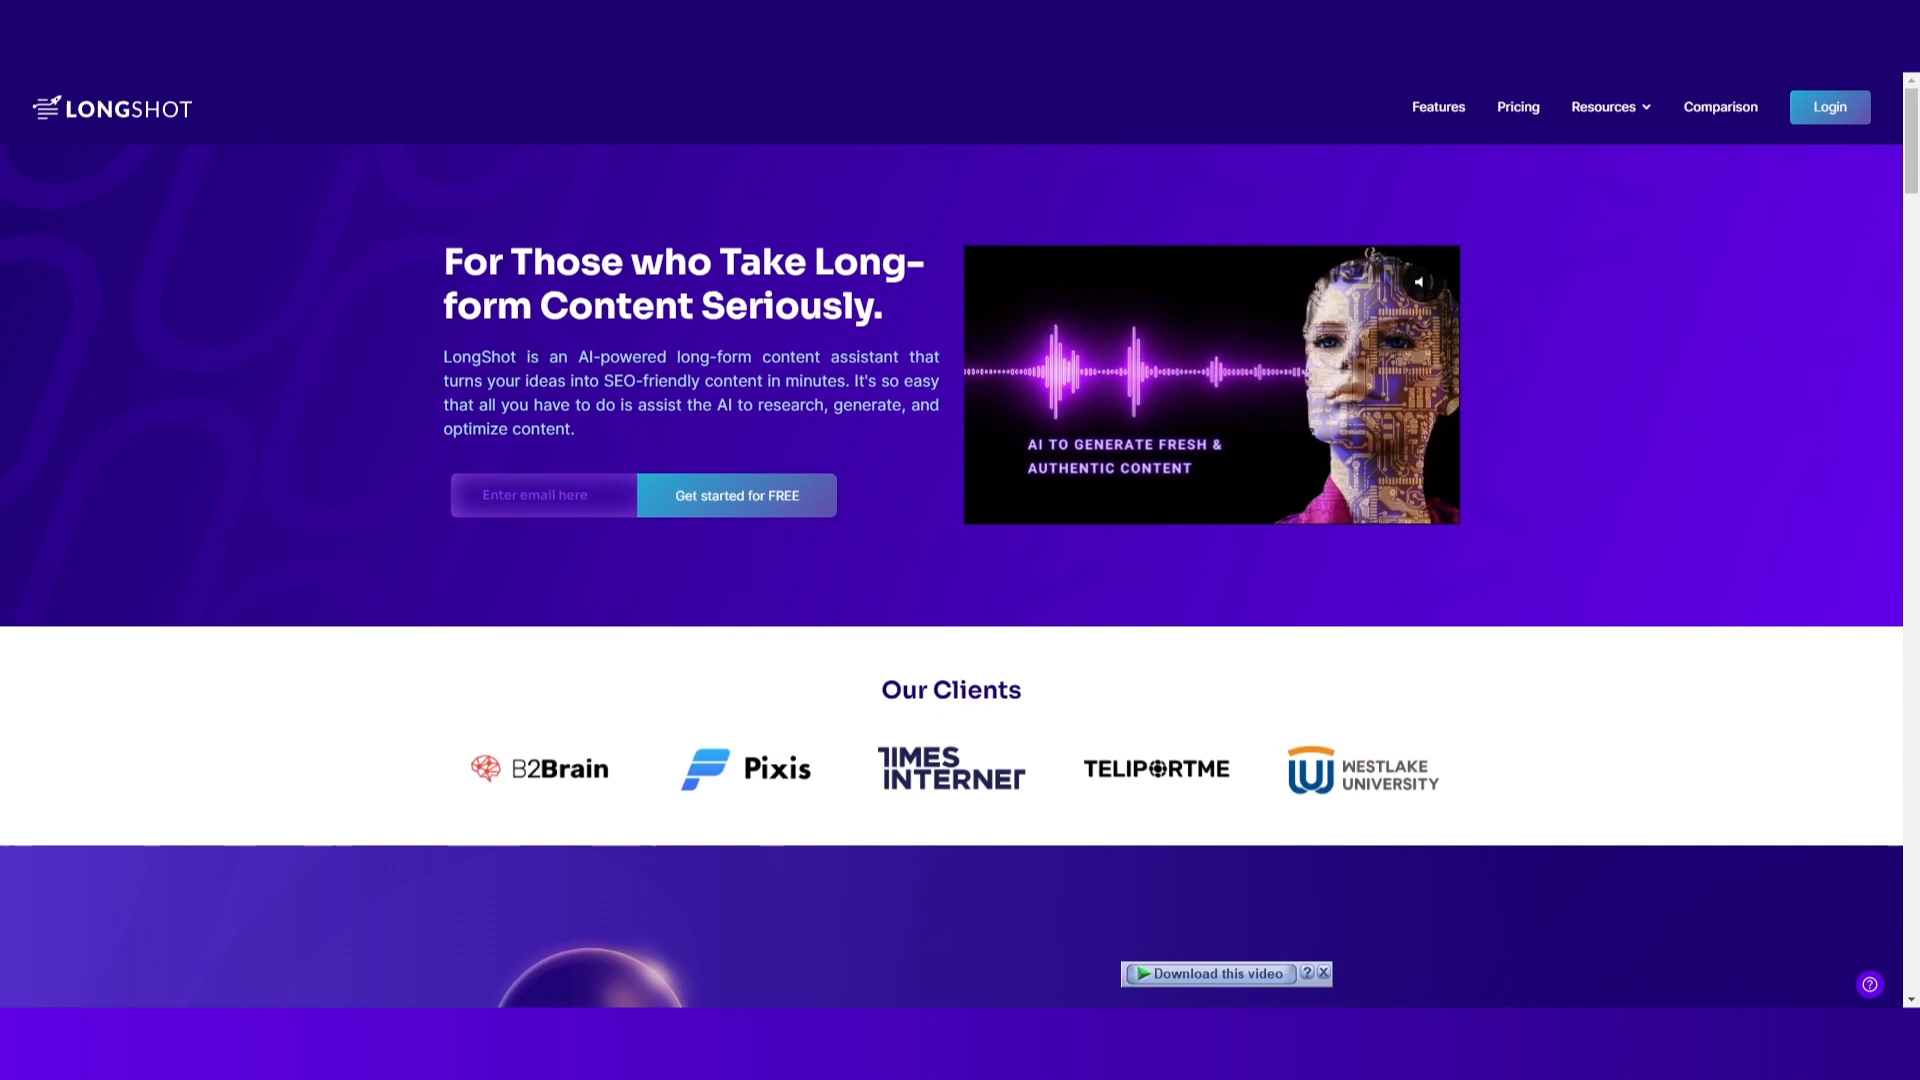 LONGSHOT
Features
Pricing
Resources
Comparison
Login
For Those who Take Long-
form Content Seriously.
LongShot is an AI-powered long-form content assistant that
turns your ideas into SEO-friendly content in minutes. It's so easy
that all you have to do is assist the AI to research, generate, and
optimize content.
Enter email here
Get started for FREE
AI TO GENERATE FRESH &
AUTHENTIC CONTENT
Our Clients
B2Brain
Pixis
TIMES
INTERNET
TELIPORTME
WESTLAKE
UNIVERSITY
Download this video